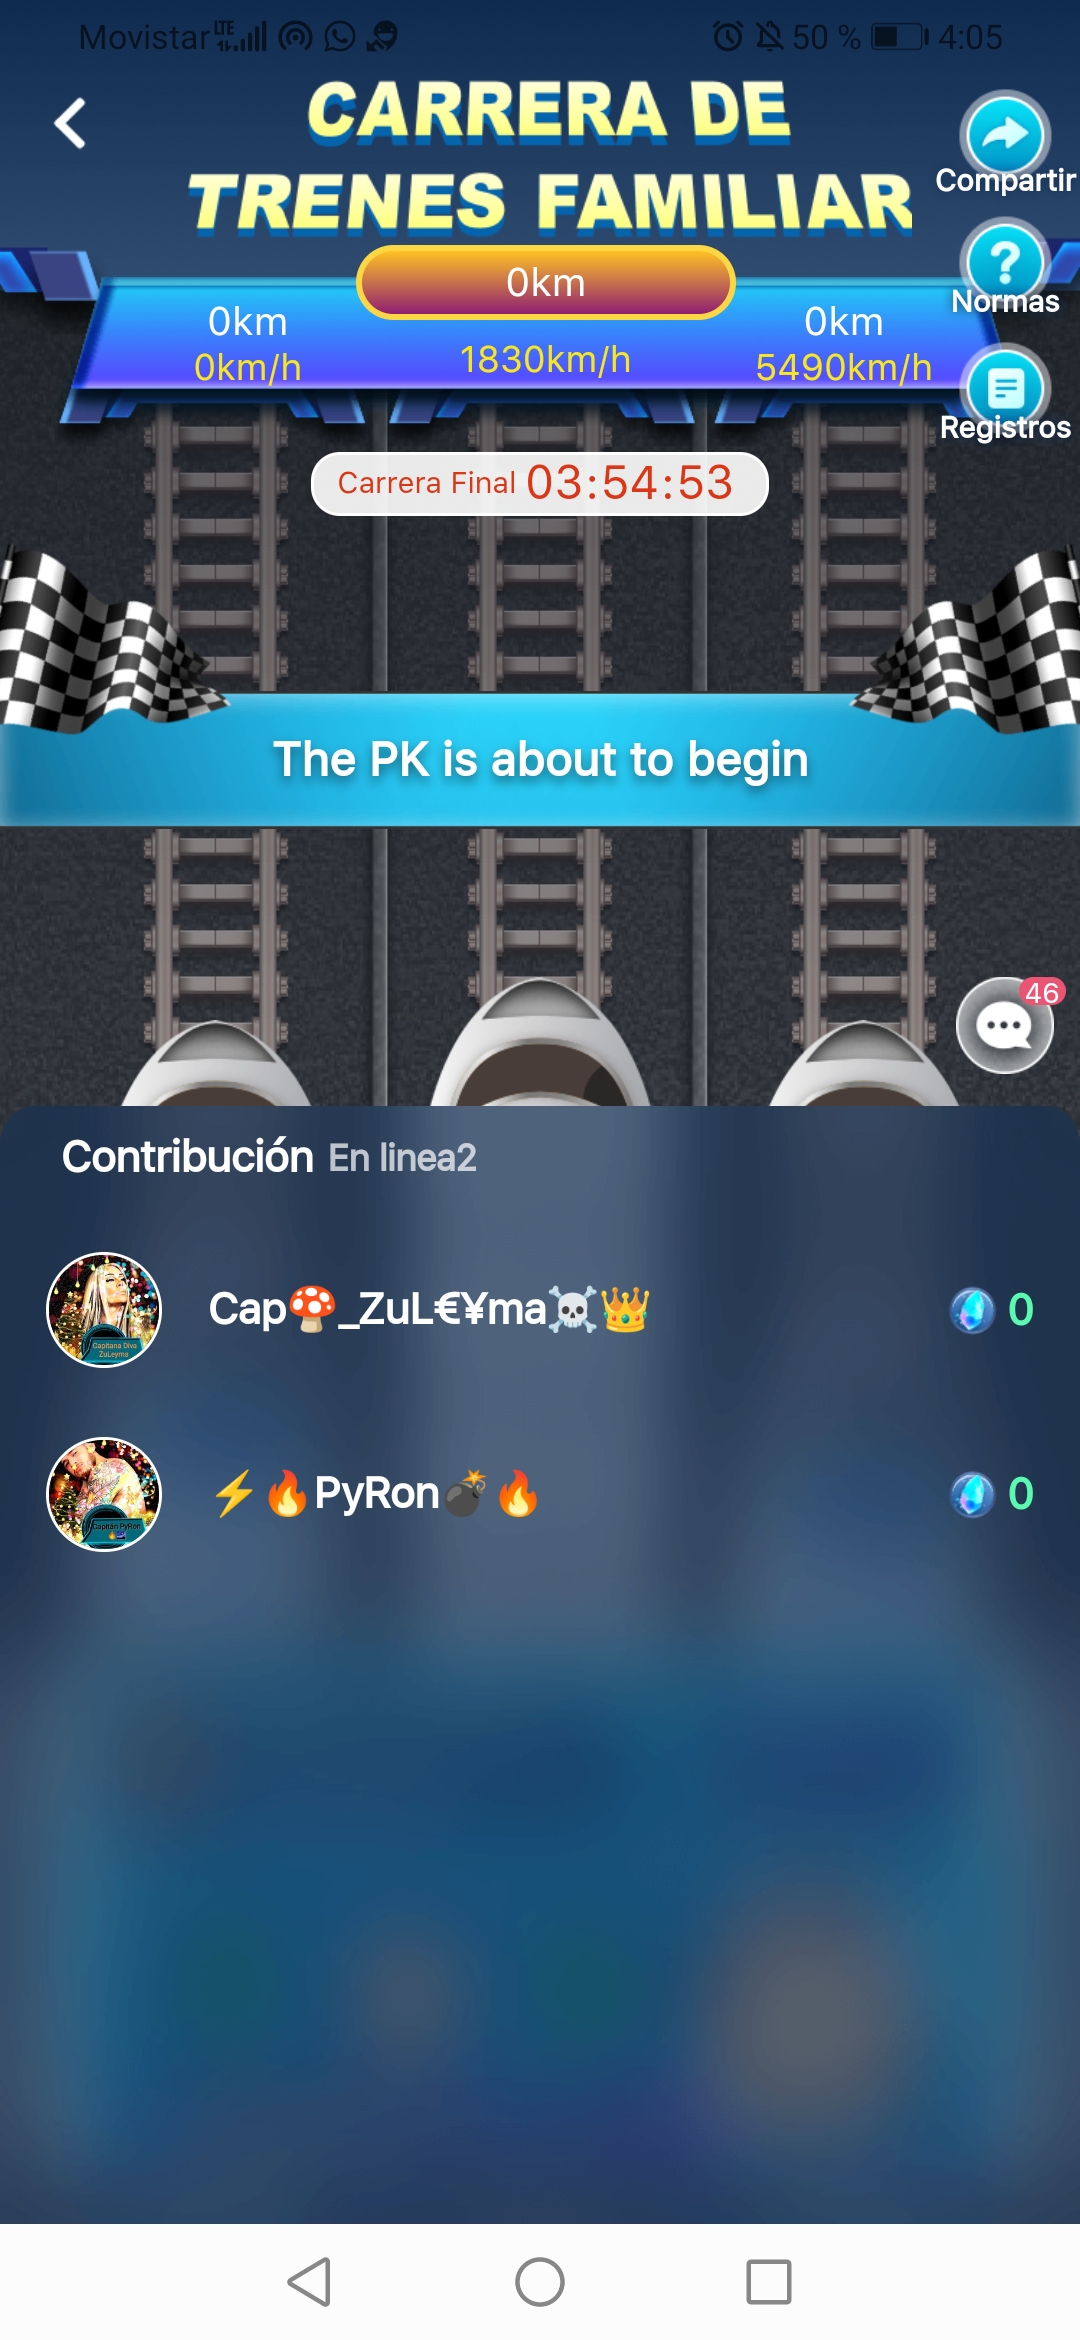 Movistar LTE 50 % 4:05
CARRERA DE
TRENES FAMILIAR
Compartir
Normas
Registros
0km
0km
0km/h
1830km/h
0km
5490km/h
Carrera Final 03:54:53
The PK is about to begin
46
Contribución En linea2
Cap🍄_ZuL€¥ma☠️👑 0
Capitana Diva
ZuLeyma
⚡🔥PyRon💣🔥 0
Capitán PyRon